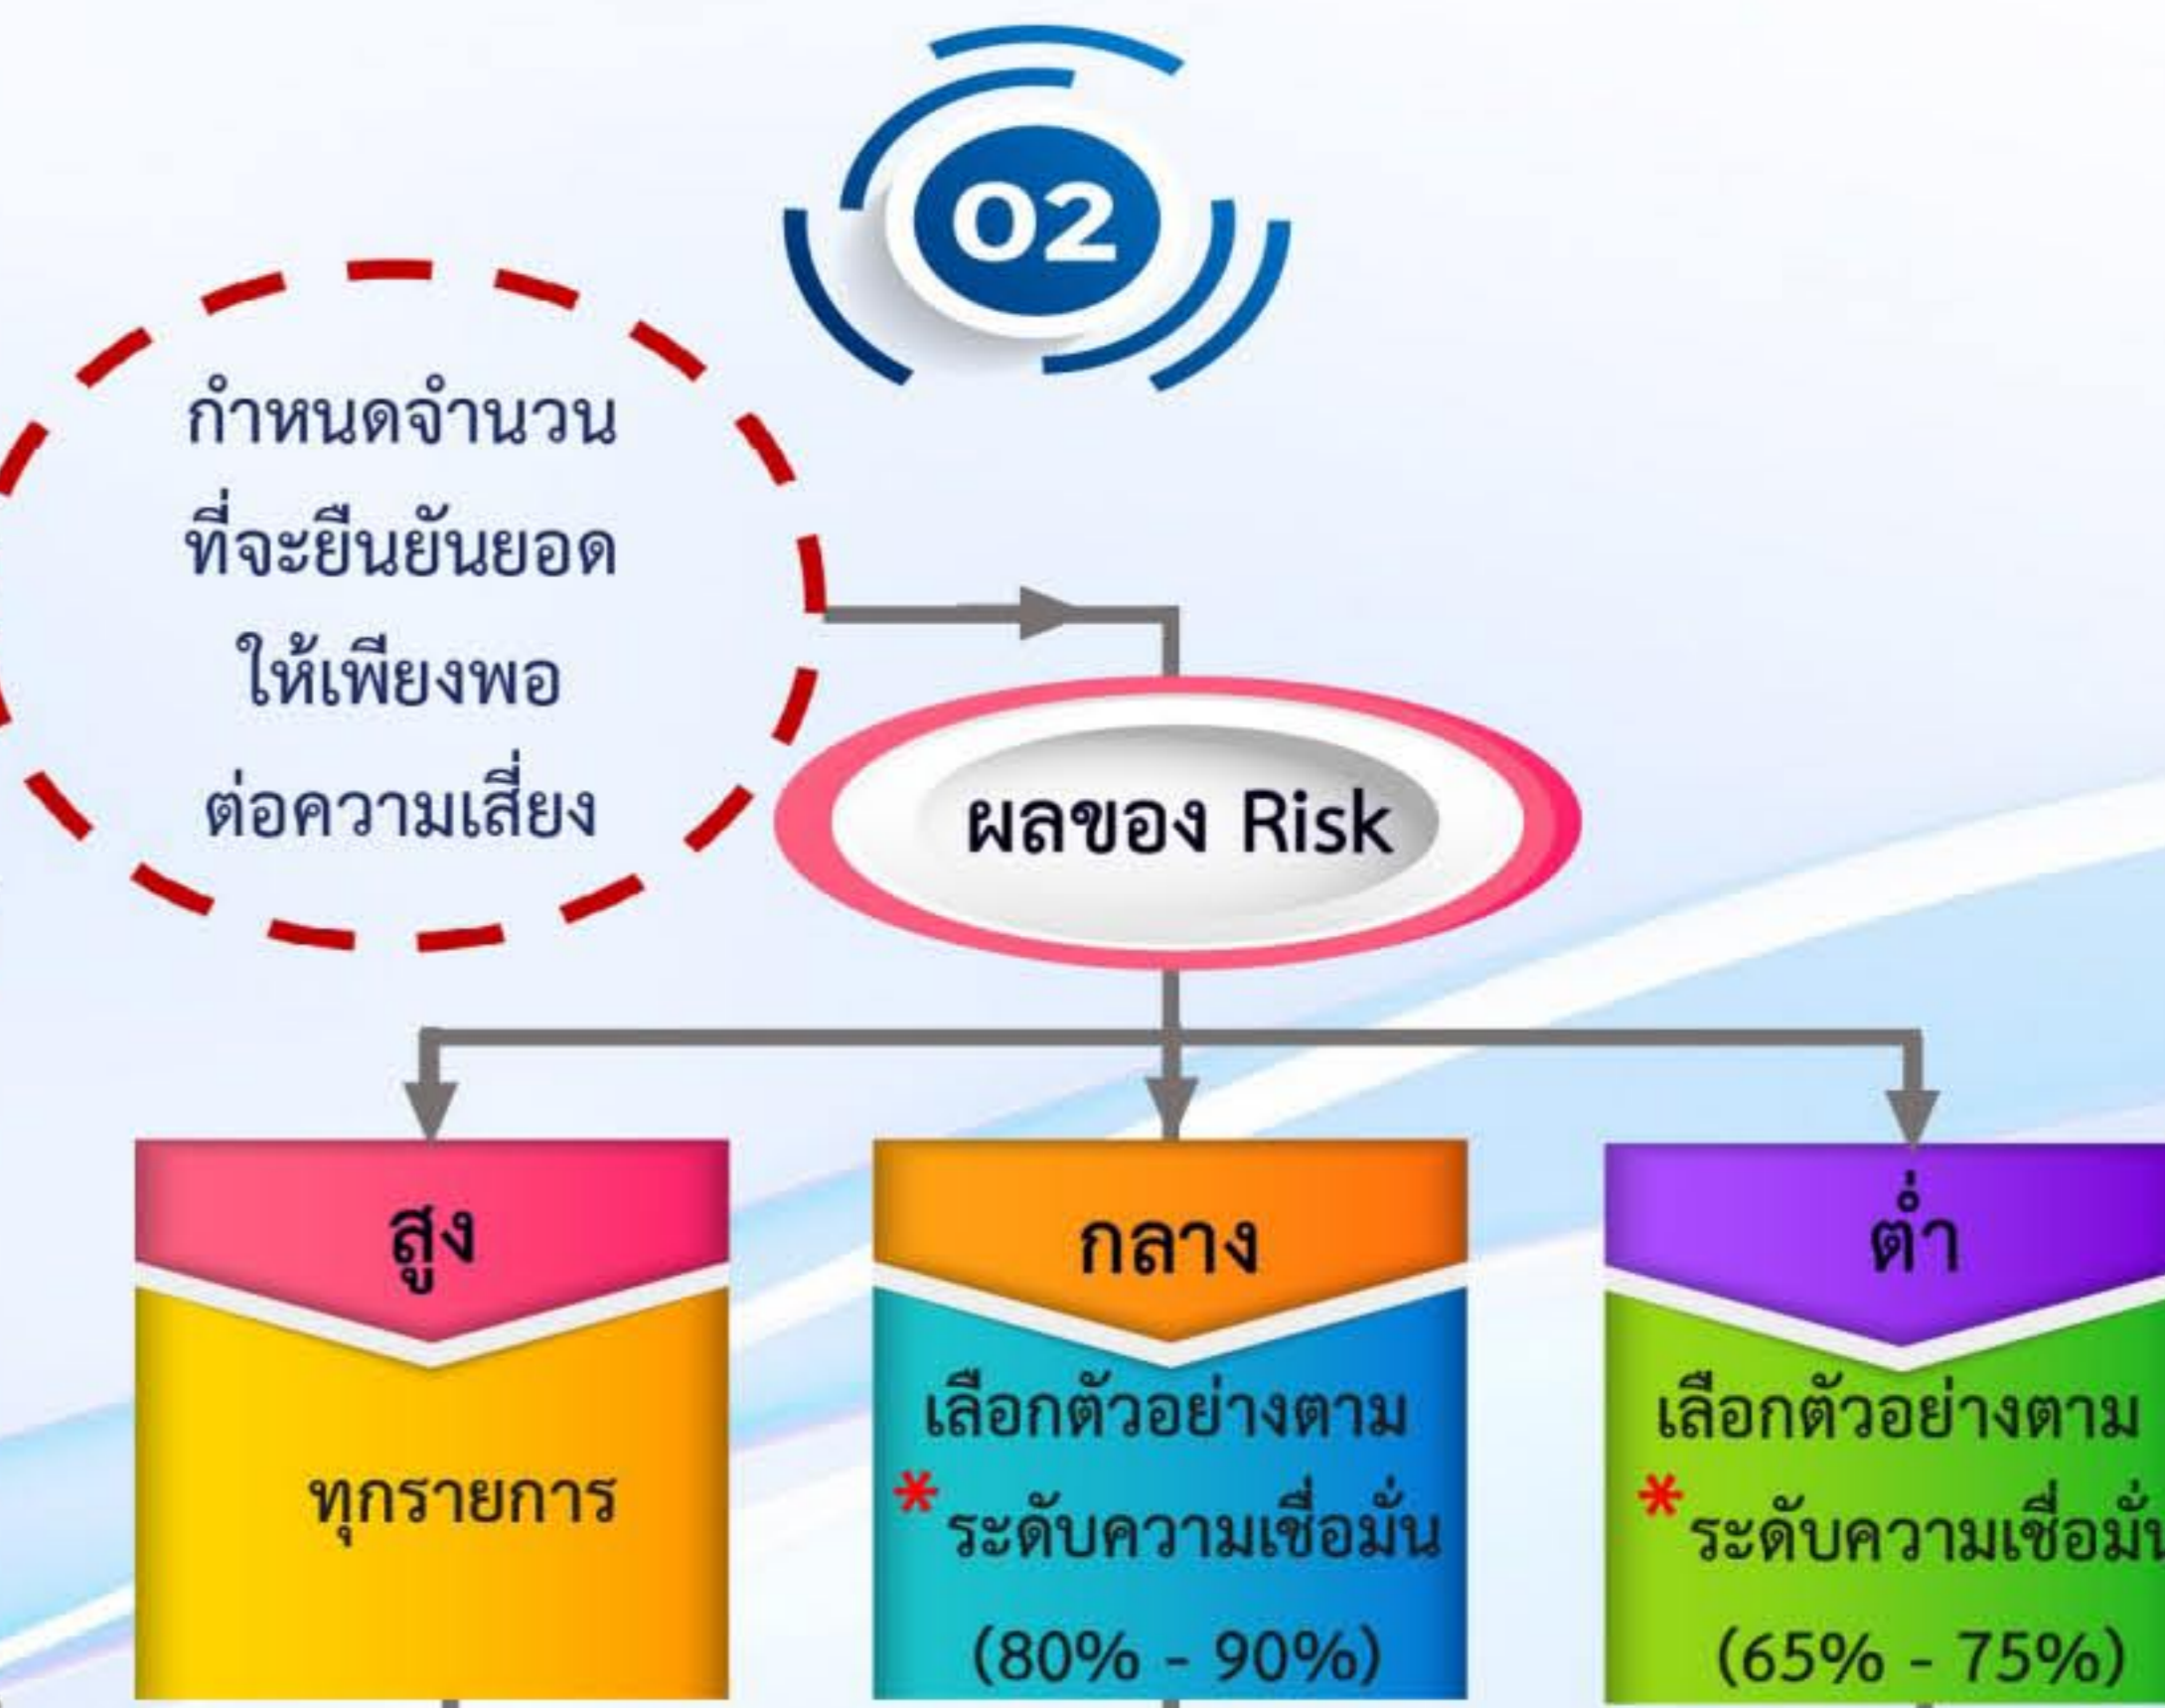 02
กำหนดจำนวน
ที่จะยืนยันยอด
ให้เพียงพอ
ต่อความเสี่ยง
ผลของ Risk
สูง
ทุกรายการ
กลาง
เลือกตัวอย่างตาม
*ระดับความเชื่อมั่น
(80% - 90%)
ต่ำ
เลือกตัวอย่างตาม
*ระดับความเชื่อมั่น
(65% - 75%)